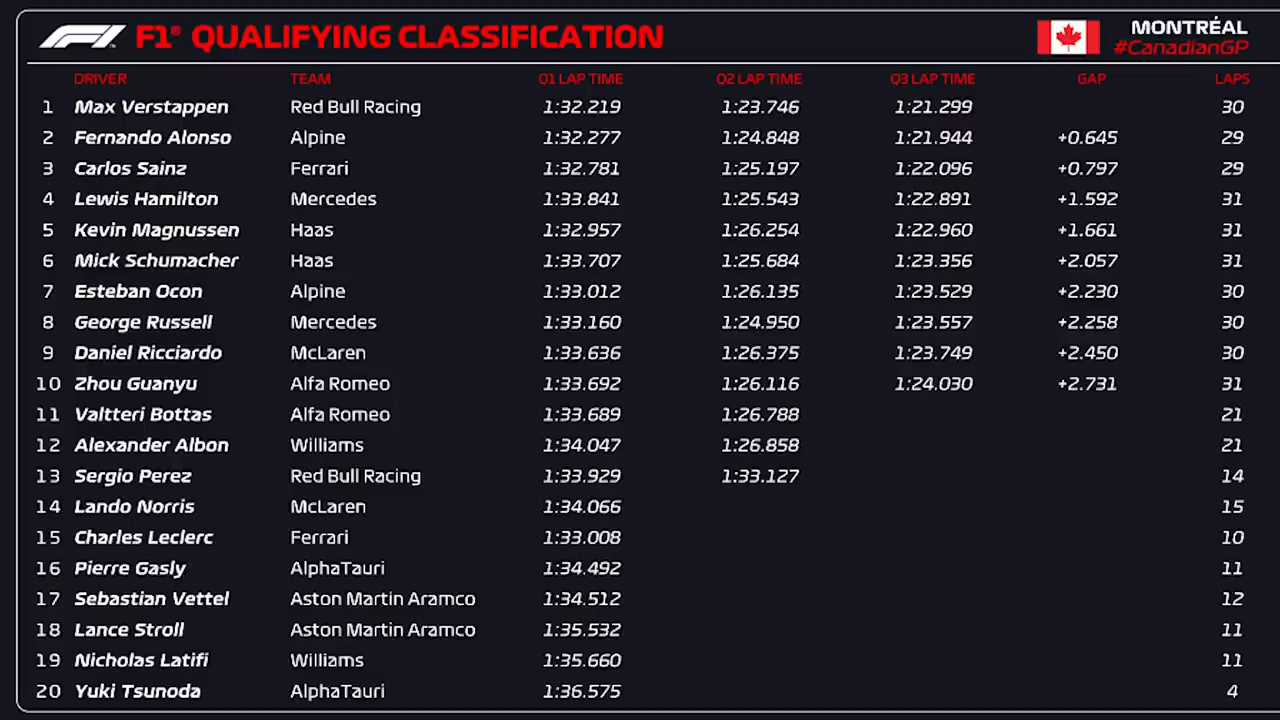 F1® QUALIFYING CLASSIFICATION
MONTRÉAL
#CanadianGP
DRIVER TEAM Q1 LAP TIME Q2 LAP TIME Q3 LAP TIME GAP LAPS
1 Max Verstappen Red Bull Racing 1:32.219 1:23.746 1:21.299 30
2 Fernando Alonso Alpine 1:32.277 1:24.848 1:21.944 +0.645 29
3 Carlos Sainz Ferrari 1:32.781 1:25.197 1:22.096 +0.797 29
4 Lewis Hamilton Mercedes 1:33.841 1:25.543 1:22.891 +1.592 31
5 Kevin Magnussen Haas 1:32.957 1:26.254 1:22.960 +1.661 31
6 Mick Schumacher Haas 1:33.707 1:25.684 1:23.356 +2.057 31
7 Esteban Ocon Alpine 1:33.012 1:26.135 1:23.529 +2.230 30
8 George Russell Mercedes 1:33.160 1:24.950 1:23.557 +2.258 30
9 Daniel Ricciardo McLaren 1:33.636 1:26.375 1:23.749 +2.450 30
10 Zhou Guanyu Alfa Romeo 1:33.692 1:26.116 1:24.030 +2.731 31
11 Valtteri Bottas Alfa Romeo 1:33.689 1:26.788 21
12 Alexander Albon Williams 1:34.047 1:26.858 21
13 Sergio Perez Red Bull Racing 1:33.929 1:33.127 14
14 Lando Norris McLaren 1:34.066 15
15 Charles Leclerc Ferrari 1:33.008 10
16 Pierre Gasly AlphaTauri 1:34.492 11
17 Sebastian Vettel Aston Martin Aramco 1:34.512 12
18 Lance Stroll Aston Martin Aramco 1:35.532 11
19 Nicholas Latifi Williams 1:35.660 11
20 Yuki Tsunoda AlphaTauri 1:36.575 4